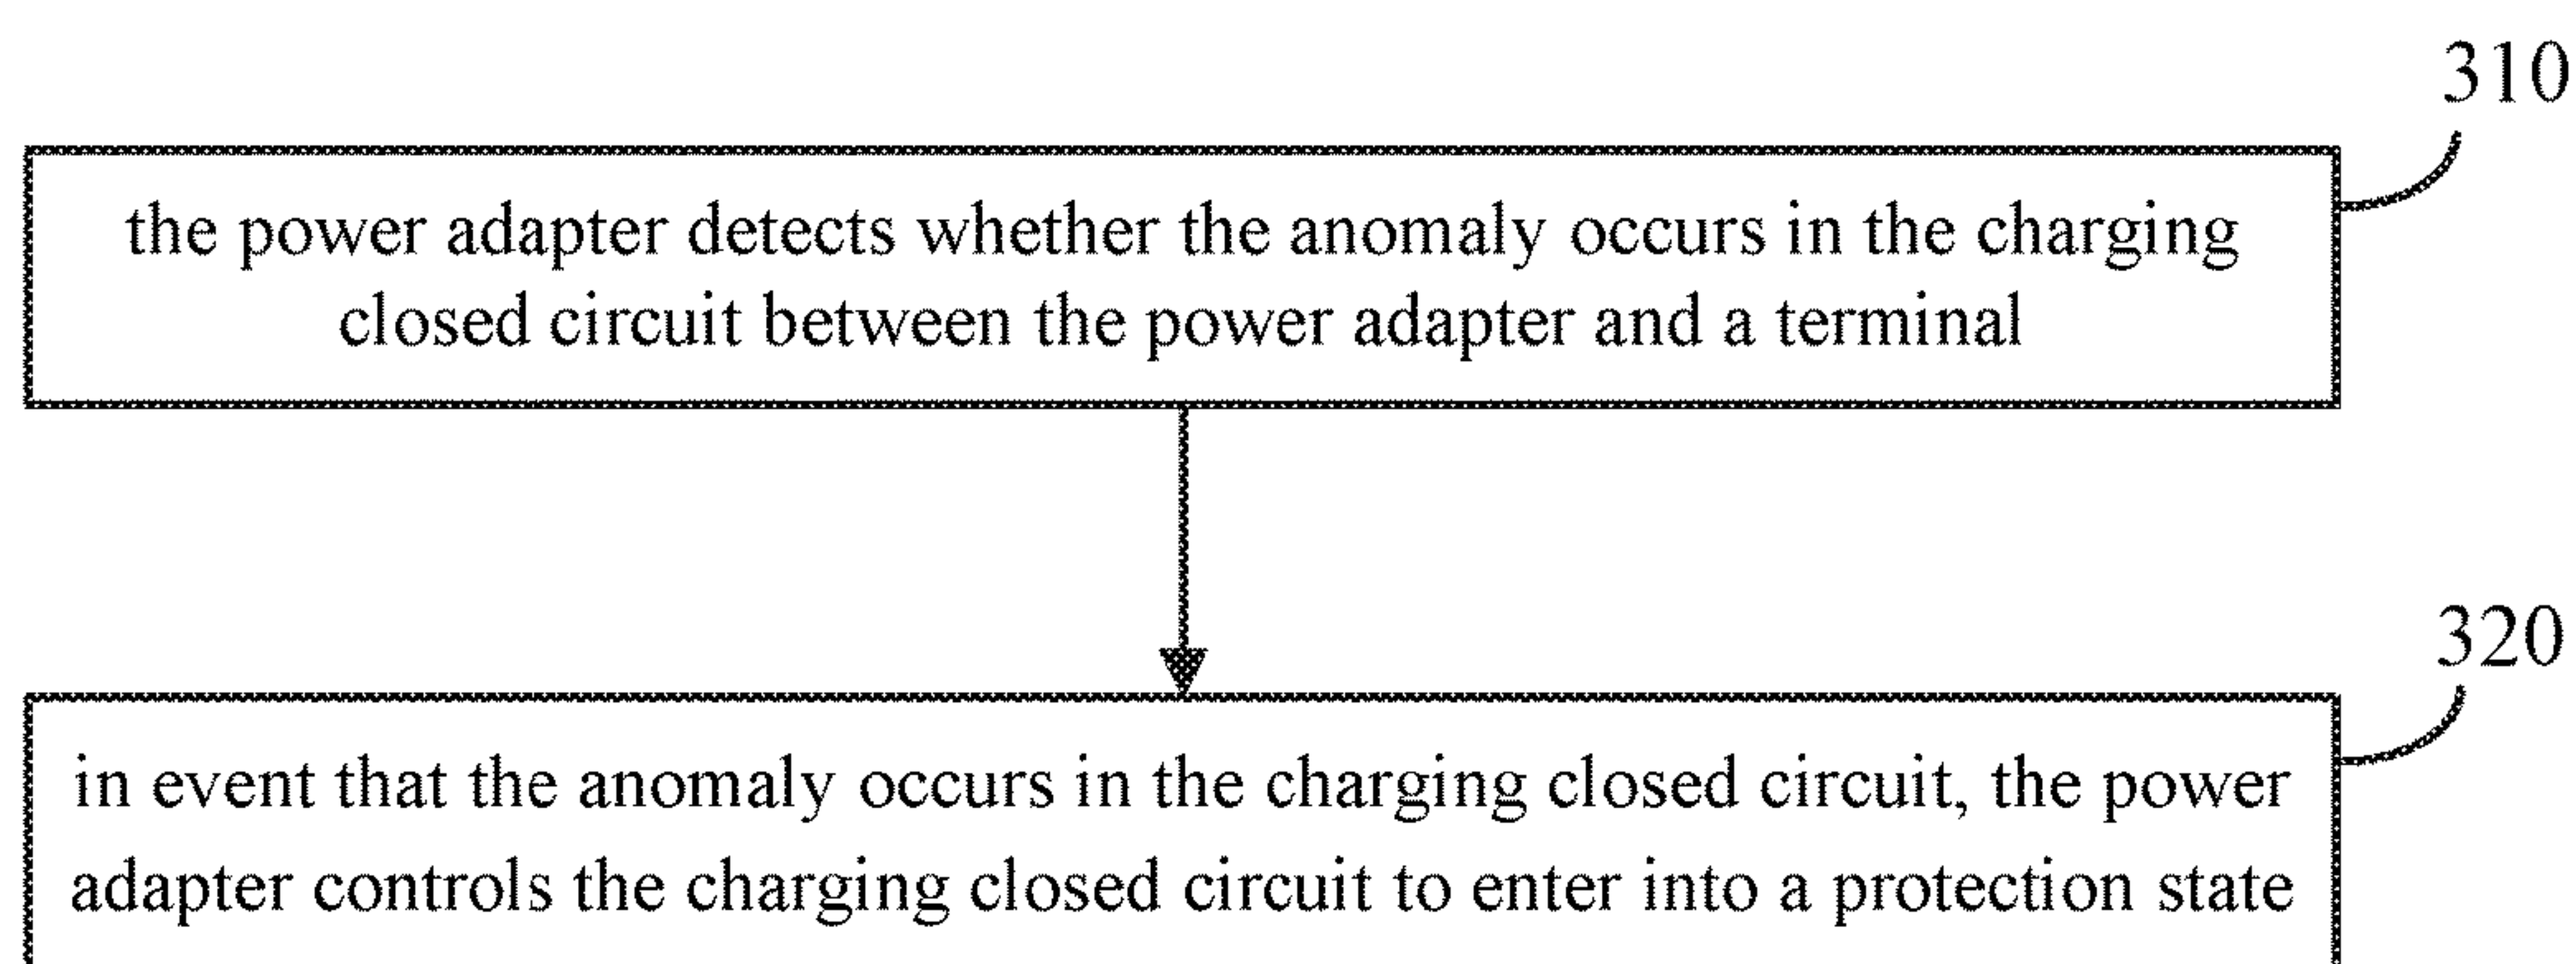 310
the power adapter detects whether the anomaly occurs in the charging
closed circuit between the power adapter and a terminal
320
in event that the anomaly occurs in the charging closed circuit, the power
adapter controls the charging closed circuit to enter into a protection state